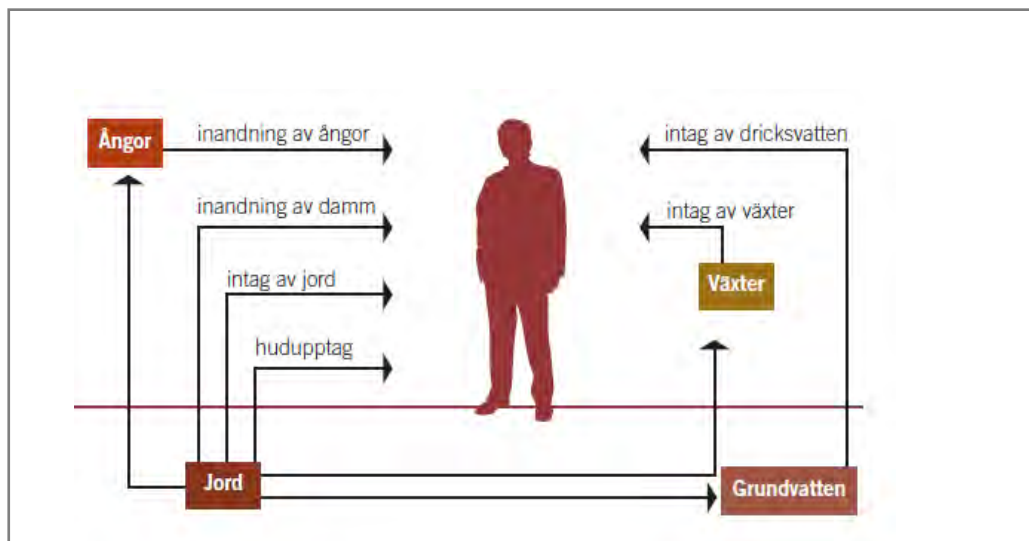 Ångor
inandning av ångor
inandning av damm
intag av jord
hudupptag
intag av dricksvatten
intag av växter
Växter
Jord
Grundvatten